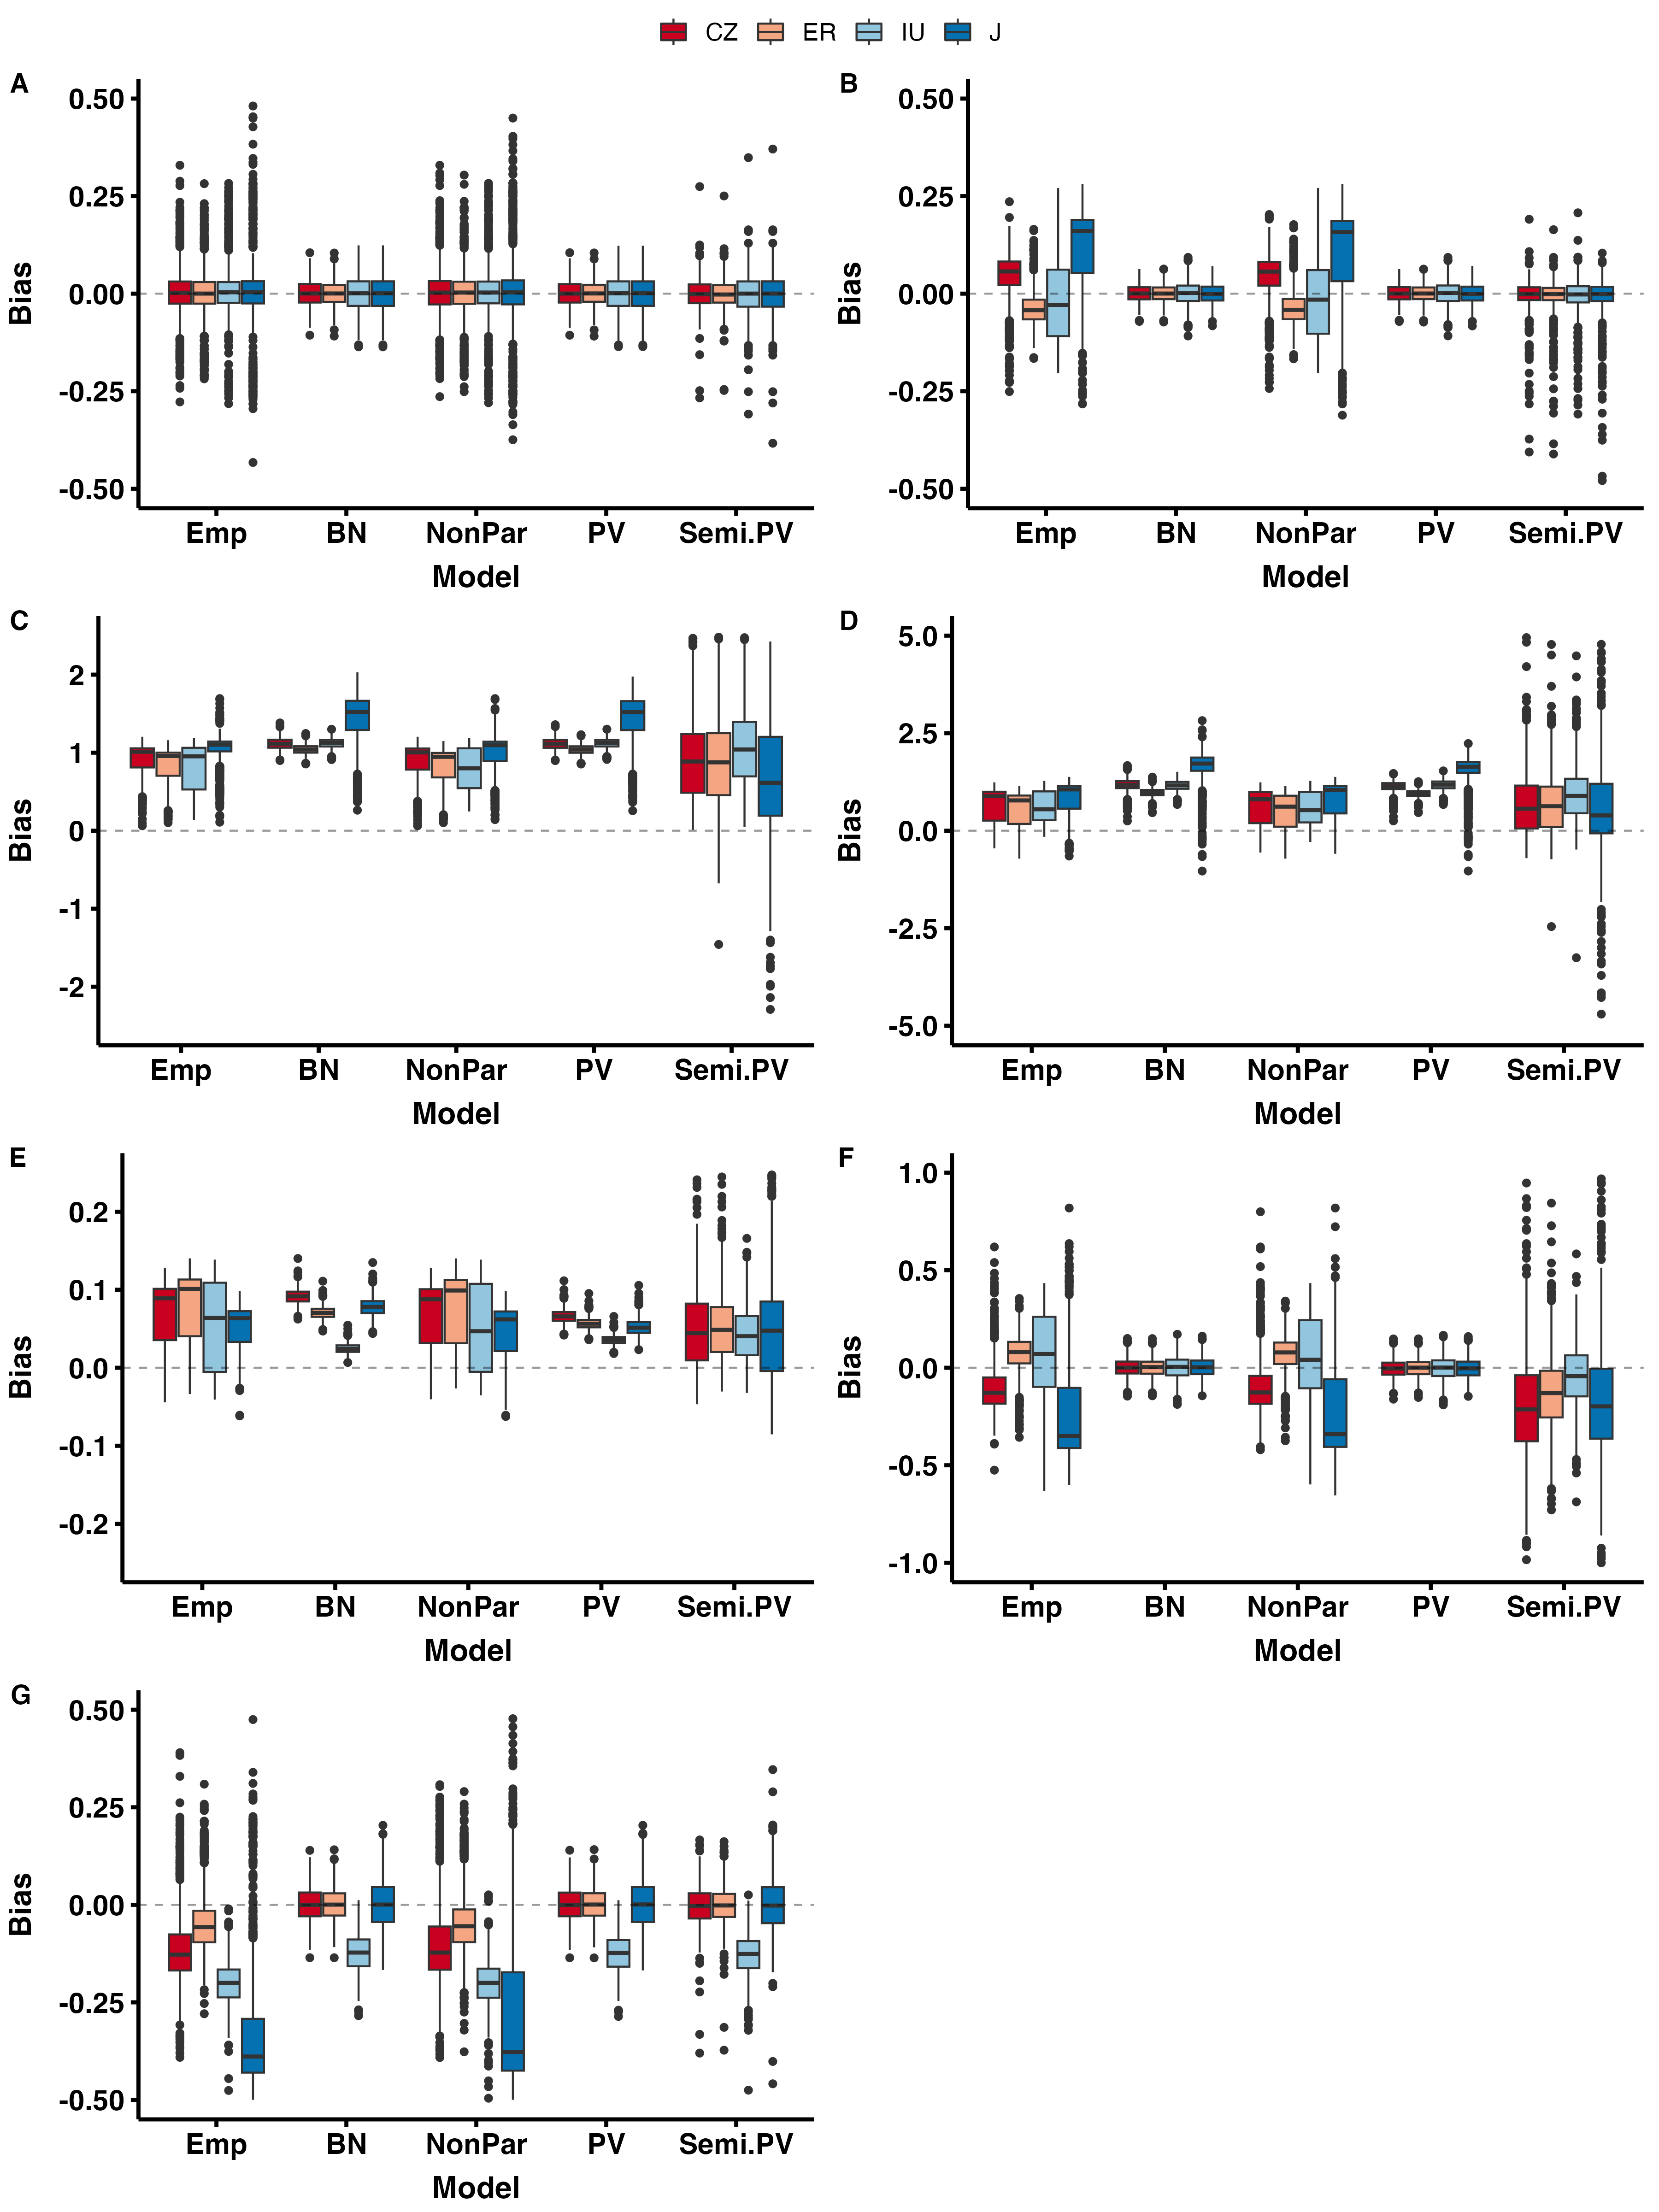 CZ ER IU J
A
0.50
0.25
0.00
-0.25
-0.50
Bias
Emp BN NonPar PV Semi.PV
Model
B
0.50
0.25
0.00
-0.25
-0.50
Bias
Emp BN NonPar PV Semi.PV
Model
C
2
1
0
-1
-2
Bias
Emp BN NonPar PV Semi.PV
Model
D
5.0
2.5
0.0
-2.5
-5.0
Bias
Emp BN NonPar PV Semi.PV
Model
E
0.2
0.1
0.0
-0.1
-0.2
Bias
Emp BN NonPar PV Semi.PV
Model
F
1.0
0.5
0.0
-0.5
-1.0
Bias
Emp BN NonPar PV Semi.PV
Model
G
0.50
0.25
0.00
-0.25
-0.50
Bias
Emp BN NonPar PV Semi.PV
Model